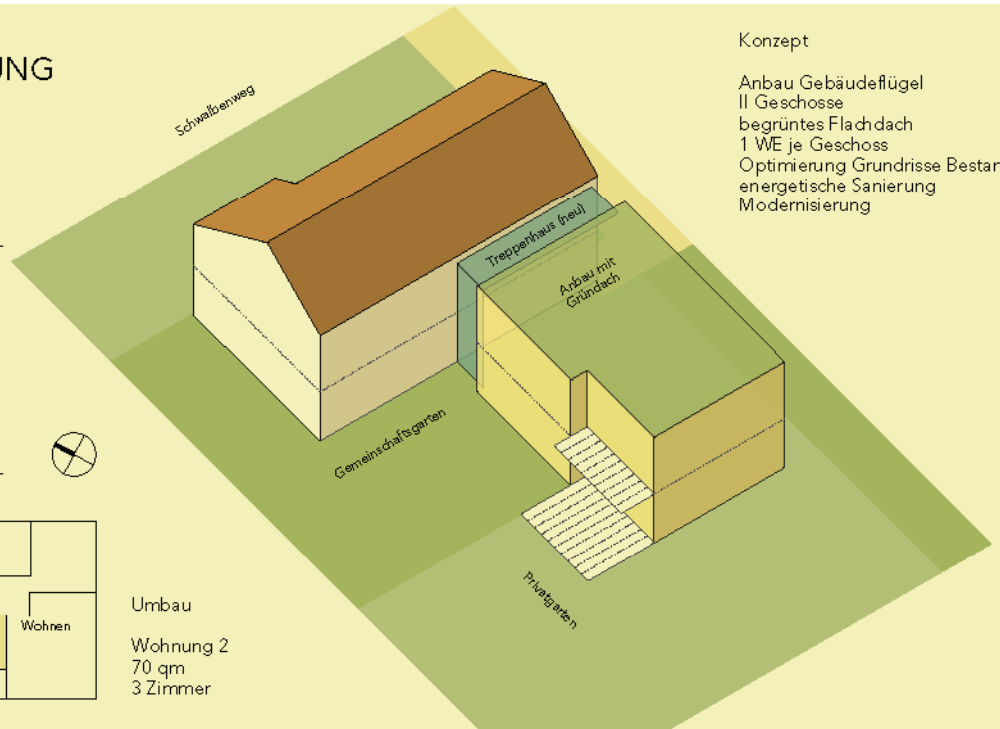 UNG
Konzept
Anbau Gebäudeflügel
II Geschosse
begrüntes Flachdach
1 WE je Geschoss
Optimierung Grundrisse Bestan
energetische Sanierung
Modernisierung
Schwalbenweg
Treppenhaus (neu)
Anbau mit
Gründach
Gemeinschaftsgarten
Privatgarten
Wohnen
Umbau
Wohnung 2
70 qm
3 Zimmer